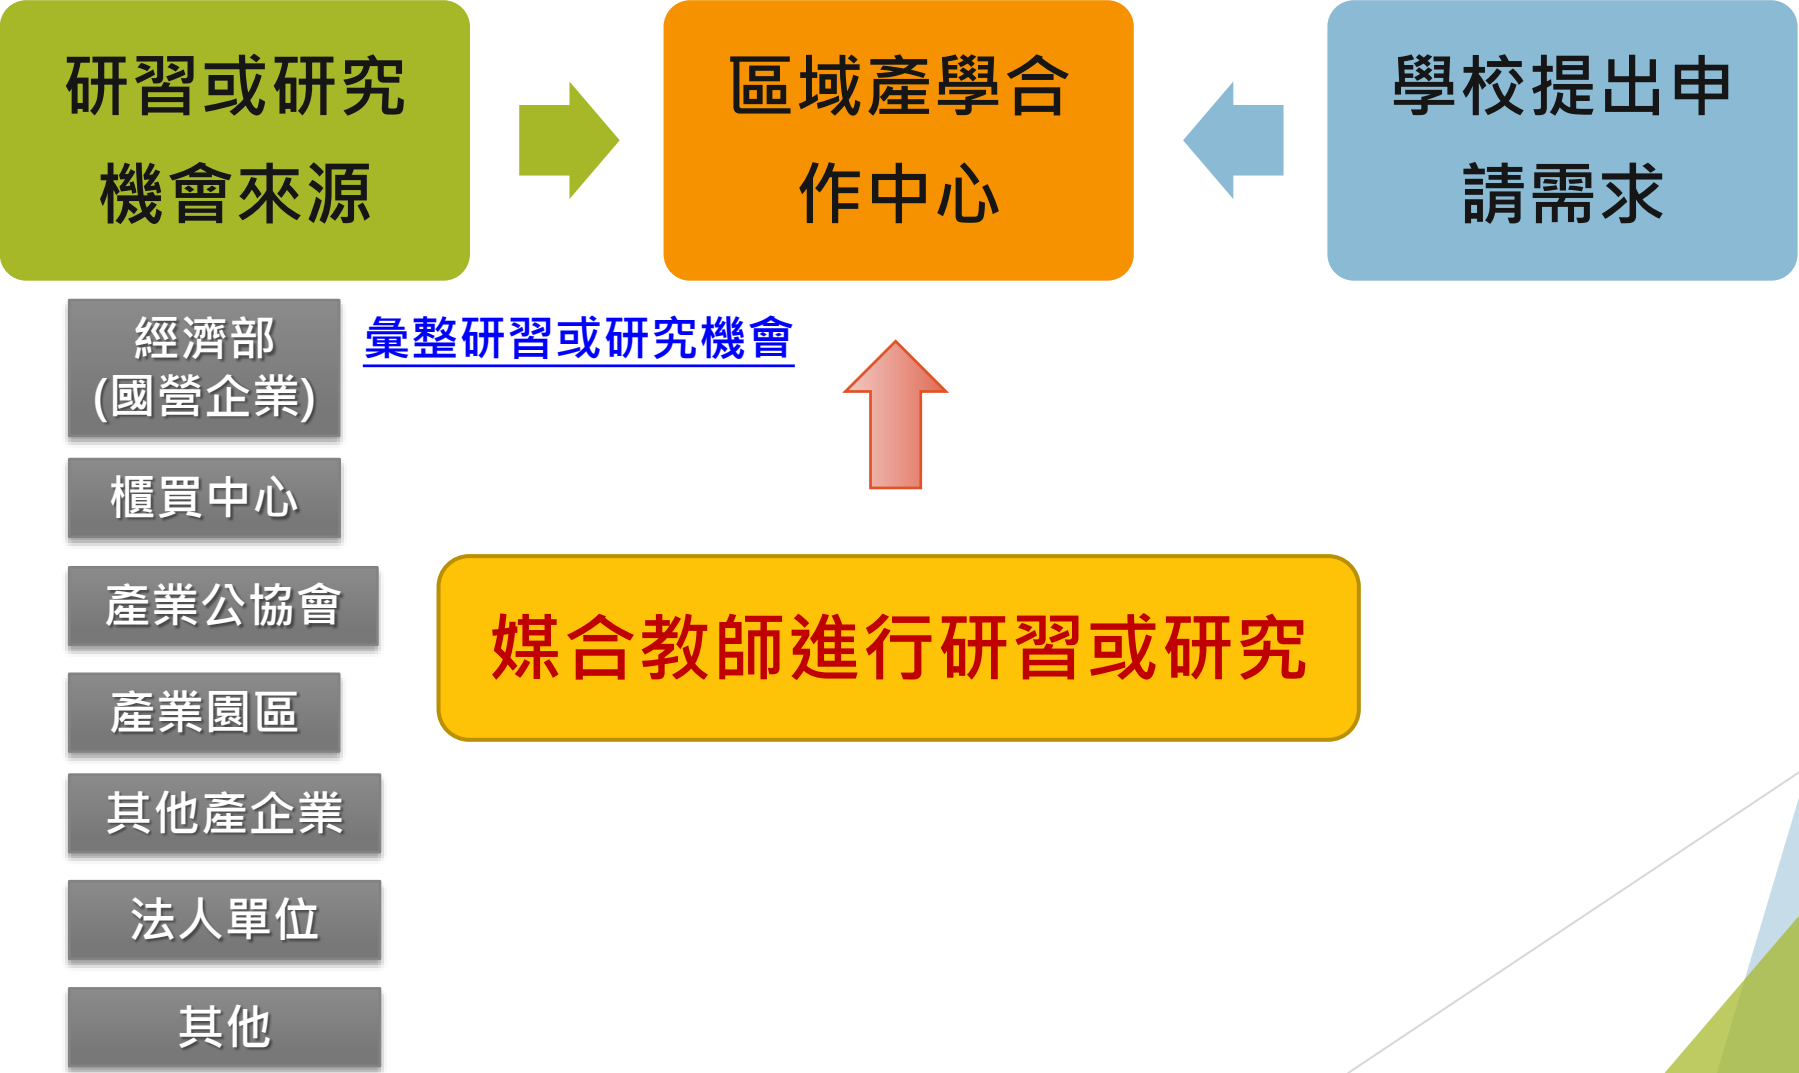 研習或研究
機會來源
區域產學合
作中心
學校提出申
請需求
經濟部
(國營企業)
彙整研習或研究機會
櫃買中心
產業公協會
產業園區
其他產企業
法人單位
其他
媒合教師進行研習或研究